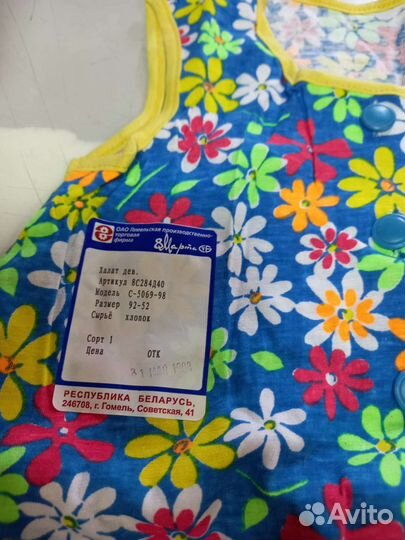 ОАО Гомельская производственно-
торговая
фирма
8 Марта
Халат дев.
Артикул 8С284Д40
Модель С-5069-98
Размер 92-52
Сырьё хлопок
Сорт 1
Цена ОТК
РЕСПУБЛИКА БЕЛАРУСЬ,
246708, г. Гомель, Советская, 41
Avito